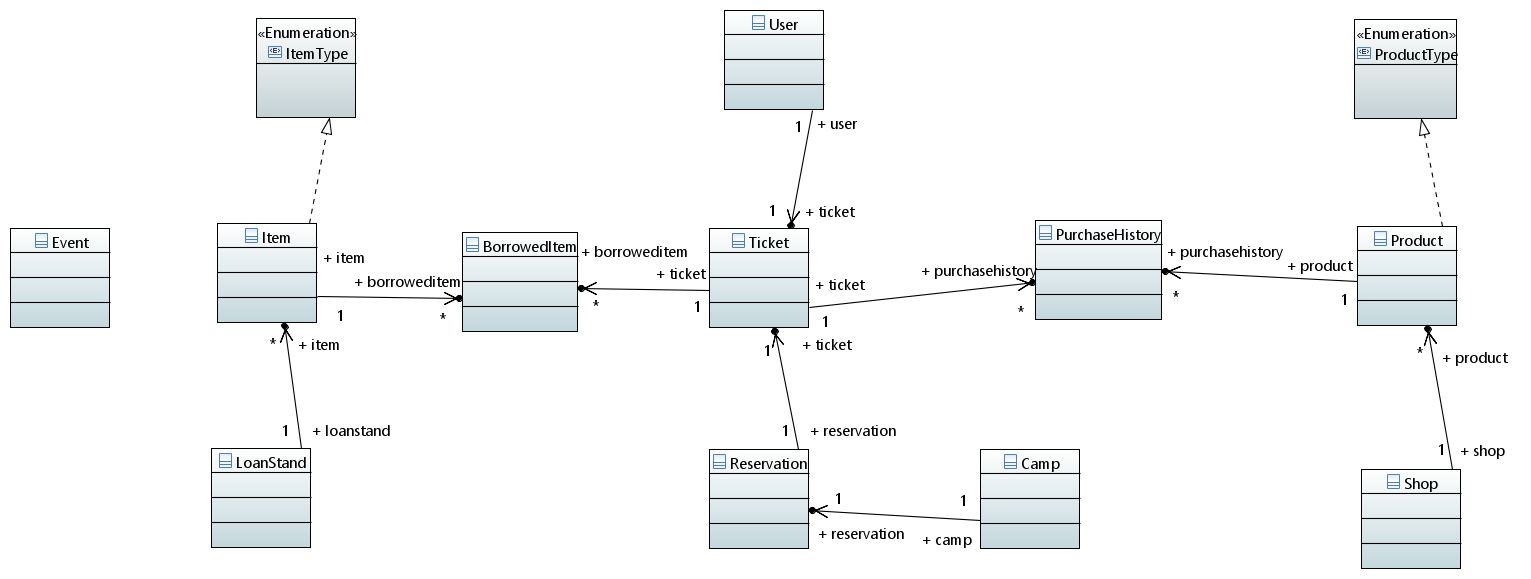 «Enumeration»
ItemType
User
«Enumeration»
ProductType
1
+ user
1
+ ticket
Event
Item
+ item
+ borroweditem
1
*
BorrowedItem
+ borroweditem
+ ticket
*
1
Ticket
+ ticket
1
+ purchasehistory
*
PurchaseHistory
+ purchasehistory
*
+ product
1
Product
*
+ item
1
+ ticket
*
+ product
1
+ loanstand
1
+ reservation
1
+ shop
LoanStand
Reservation
1
+ reservation
1
+ camp
Camp
Shop